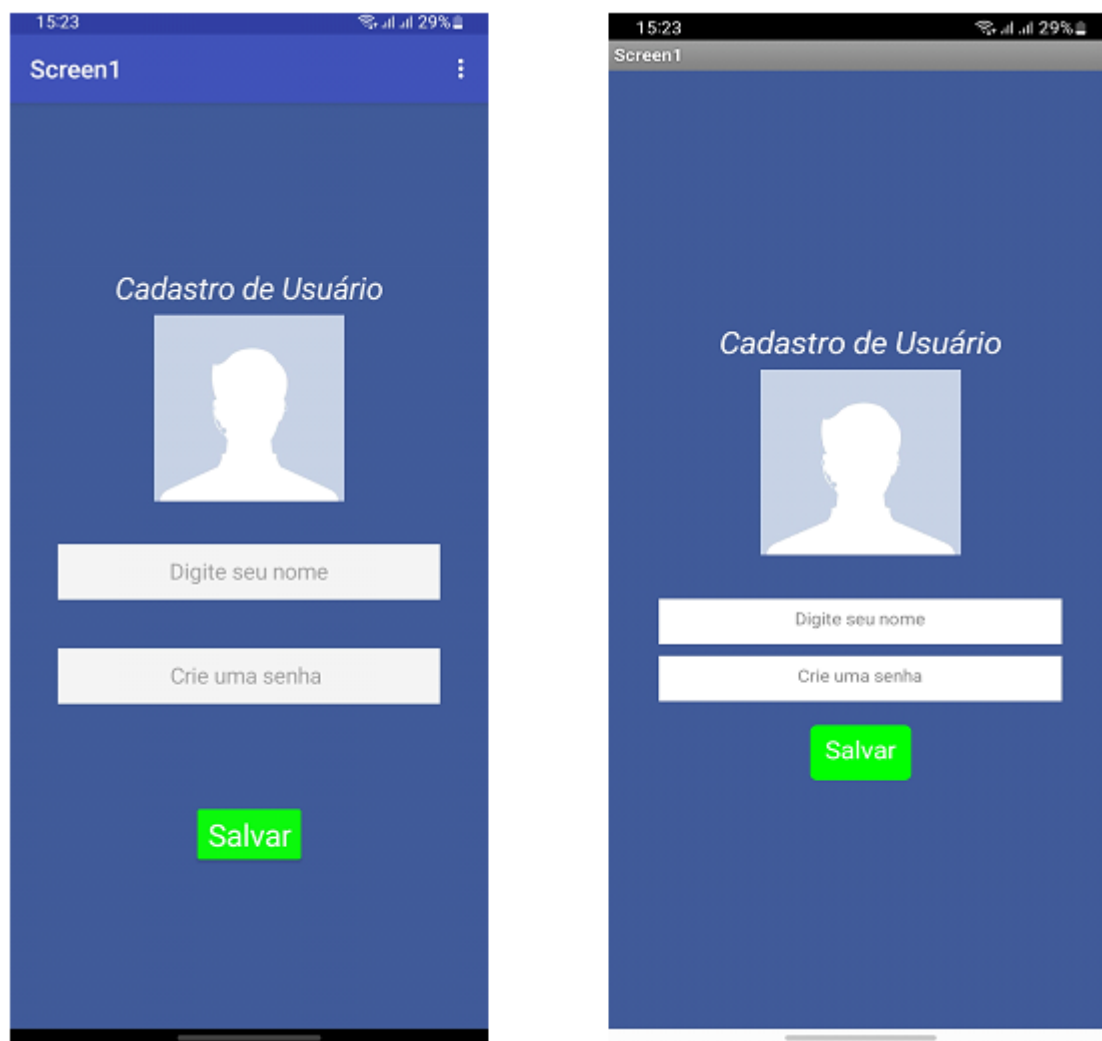 15:23 29%
Screen1
Cadastro de Usuário
Digite seu nome
Crie uma senha
Salvar
15:23 29%
Screen1
Cadastro de Usuário
Digite seu nome
Crie uma senha
Salvar